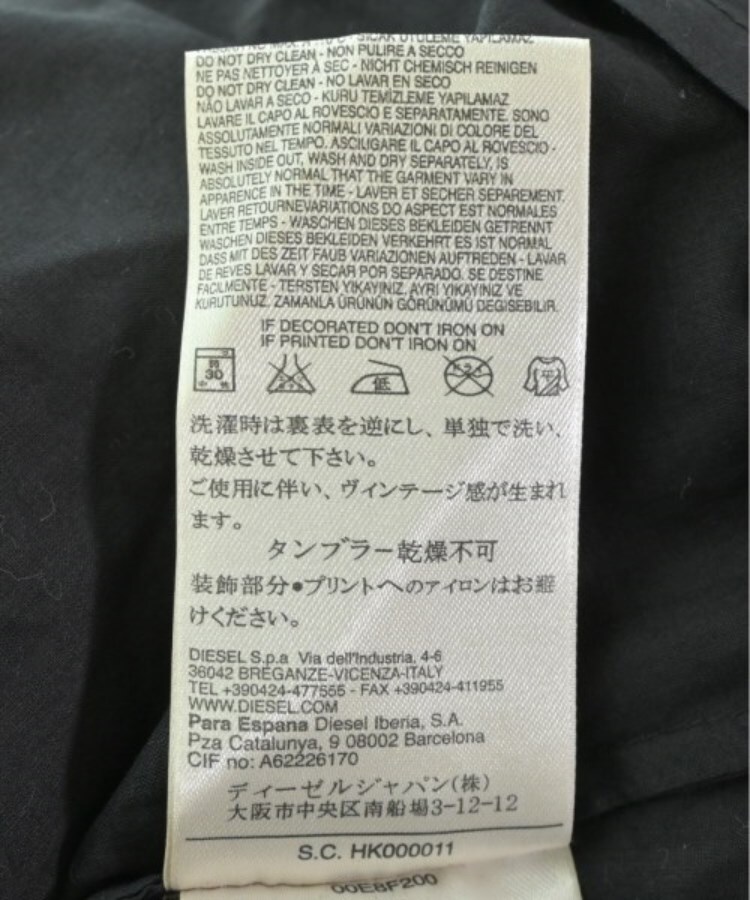 SICAK ÜTÜLEME YAPILAMAZ
DO NOT DRY CLEAN - NON PULIRE A SECCO
NE PAS NETTOYER À SEC - NICHT CHEMISCH REINIGEN
DO NOT DRY CLEAN - NO LAVAR EN SECO
NÃO LAVAR A SECO - KURU TEMİZLEME YAPILAMAZ
LAVARE IL CAPO AL ROVESCIO E SEPARATAMENTE. SONO
ASSOLUTAMENTE NORMALI VARIAZIONI DI COLORE DEL
TESSUTO NEL TEMPO. ASCIUGARE IL CAPO AL ROVESCIO -
WASH INSIDE OUT, WASH AND DRY SEPARATELY, IS
ABSOLUTELY NORMAL THAT THE GARMENT VARY IN
APPARENCE IN THE TIME - LAVER ET SECHER SEPAREMENT.
LAVER RETOURNEVARIATIONS DO ASPECT EST NORMALES
ENTRE TEMPS - WASCHEN DIESES BEKLEIDEN GETRENNT
WASCHEN DIESES BEKLEIDEN VERKEHRT ES IST NORMAL
DASS MIT DES ZEIT FAUB VARIAZIONEN AUFTREDEN - LAVAR
DE REVES LAVAR Y SECAR POR SEPARADO. SE DESTINE
FACILMENTE - TERSTEN YIKAYINIZ. AYRI YIKAYINIZ VE
KURUTUNUZ. ZAMANLA ÜRÜNÜN GÖRÜNÜMÜ DEGISEBILIR.
IF DECORATED DON'T IRON ON
IF PRINTED DON'T IRON ON
30 低 平
洗濯時は裏表を逆にし、単独で洗い、
乾燥させて下さい。
ご使用に伴い、ヴィンテージ感が生まれ
ます。
タンブラー乾燥不可
装飾部分●プリントへのアイロンはお避
けください。
DIESEL S.p.a Via dell'Industria, 4-6
36042 BREGANZE-VICENZA-ITALY
TEL +390424-477555 - FAX +390424-411955
WWW.DIESEL.COM
Para Espana Diesel Iberia, S.A.
Pza Catalunya, 9 08002 Barcelona
CIF no: A62226170
ディーゼルジャパン(株)
大阪市中央区南船場3-12-12
S.C. HK000011
00E8F200